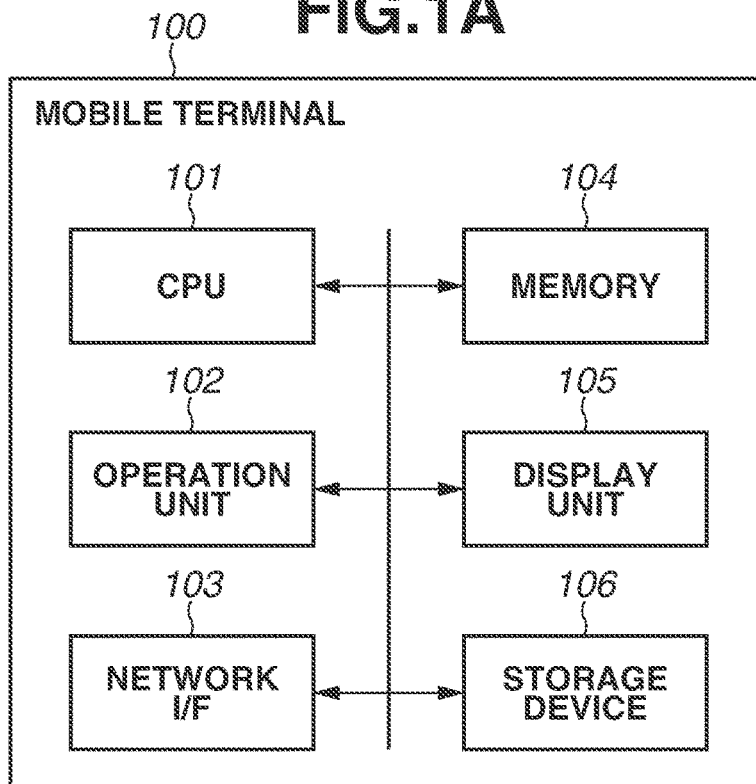 FIG.1A
100
MOBILE TERMINAL
101
104
CPU
MEMORY
102
105
OPERATION
UNIT
DISPLAY
UNIT
103
106
NETWORK
I/F
STORAGE
DEVICE